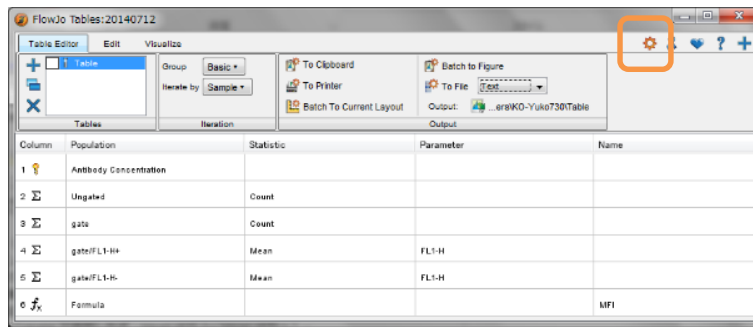 FlowJo Tables:20140712
Table Editor Edit Visualize
Table
Tables
Group Basic
Iterate by Sample
Iteration
To Clipboard
To Printer
Batch To Current Layout
Batch to Figure
To File Text
Output: ...ers\KO-Yuko730\Table
Output
Column Population Statistic Parameter Name
1 Antibody Concentration
2 Σ Ungated Count
3 Σ gate Count
4 Σ gate/FL1-H+ Mean FL1-H
5 Σ gate/FL1-H- Mean FL1-H
6 fx Formula MFI